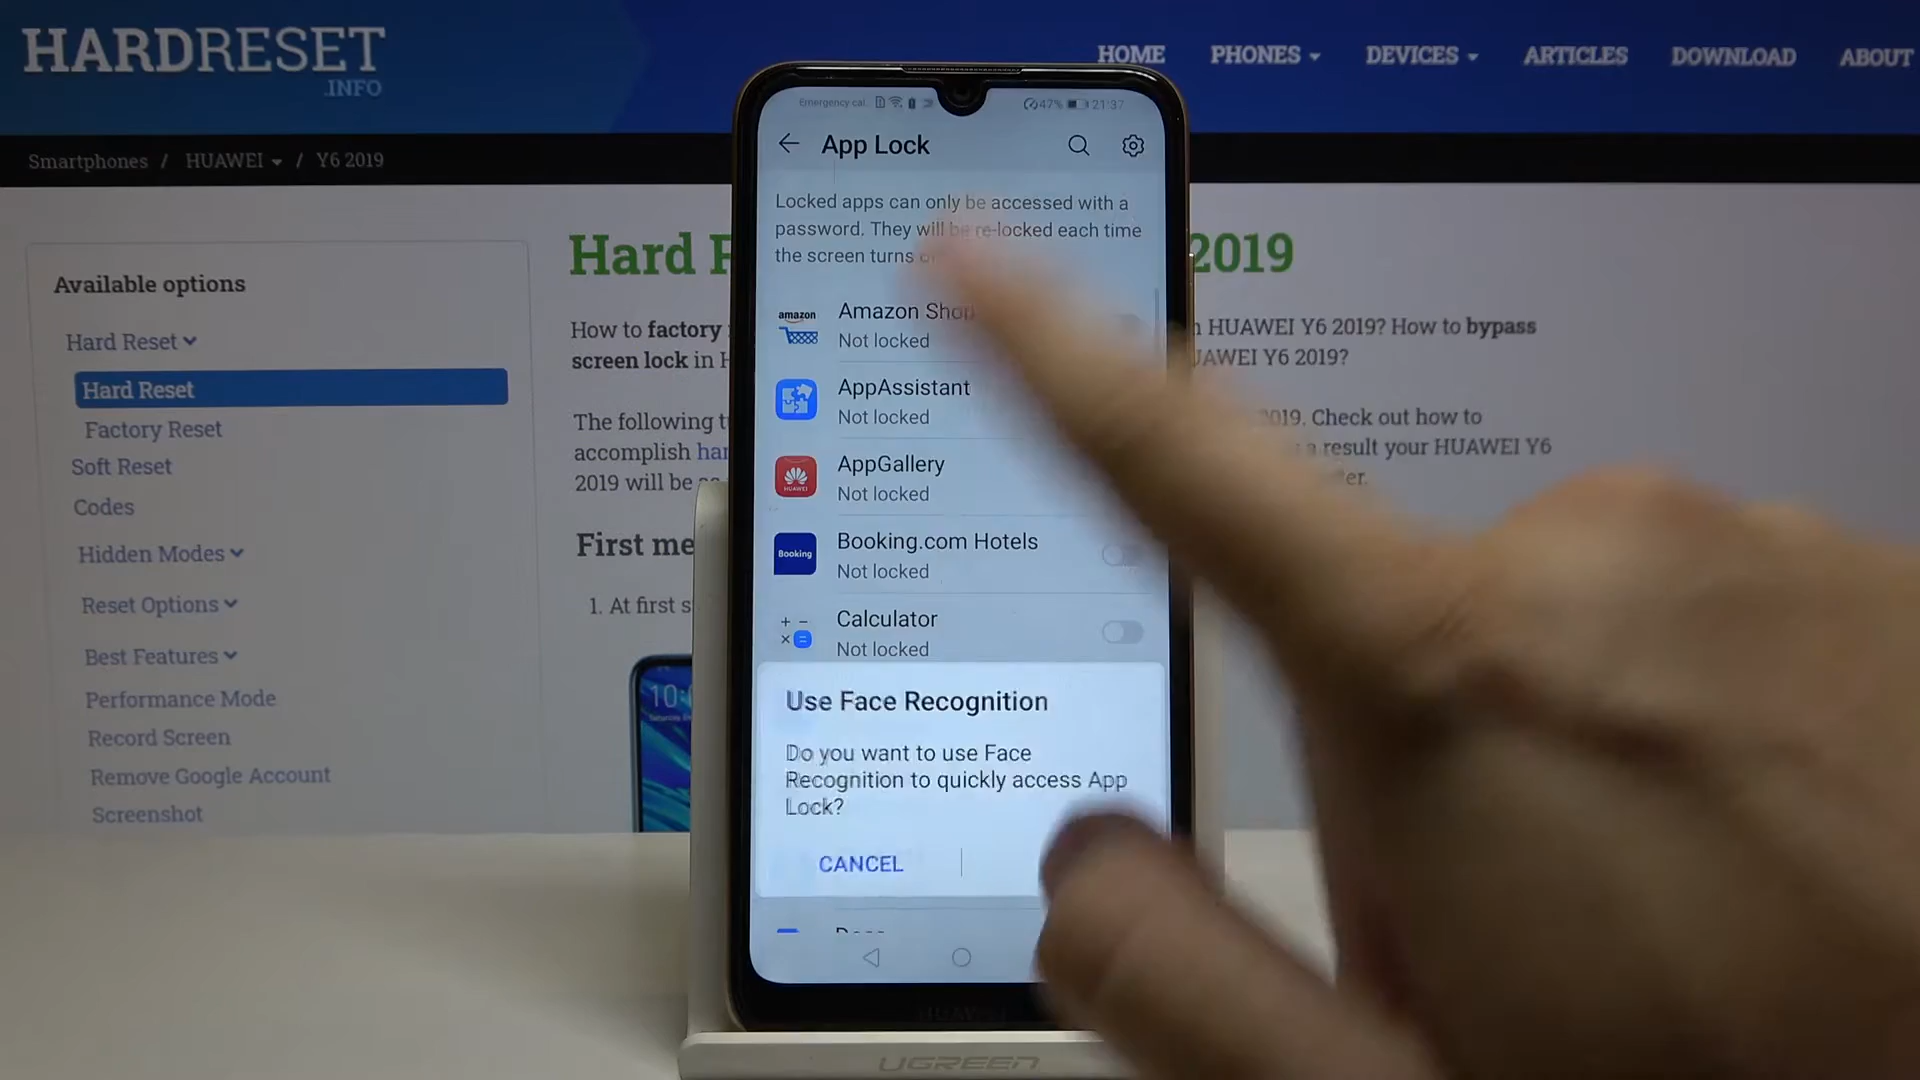 HARDRESET
.INFO
HOME PHONES DEVICES ARTICLES DOWNLOAD ABOUT
Smartphones / HUAWEI / Y6 2019
Available options
Hard Reset
Hard Reset
Factory Reset
Soft Reset
Codes
Hidden Modes
Reset Options
Best Features
Performance Mode
Record Screen
Remove Google Account
Screenshot
Hard 2019
How to factory HUAWEI Y6 2019? How to bypass
screen lock in Y6 2019?
The following 2019. Check out how to
accomplish a result your HUAWEI Y6
2019 will be
First
1. At first
Emergency cal. 47% 21:37
App Lock
Locked apps can only be accessed with a
password. They will be re-locked each time
the screen turns
Amazon Shop
Not locked
AppAssistant
Not locked
AppGallery
Not locked
Booking.com Hotels
Not locked
Calculator
Not locked
amazon
HUAWEI
Booking
Use Face Recognition
Do you want to use Face
Recognition to quickly access App
Lock?
CANCEL
HUAWEI
UGREEN